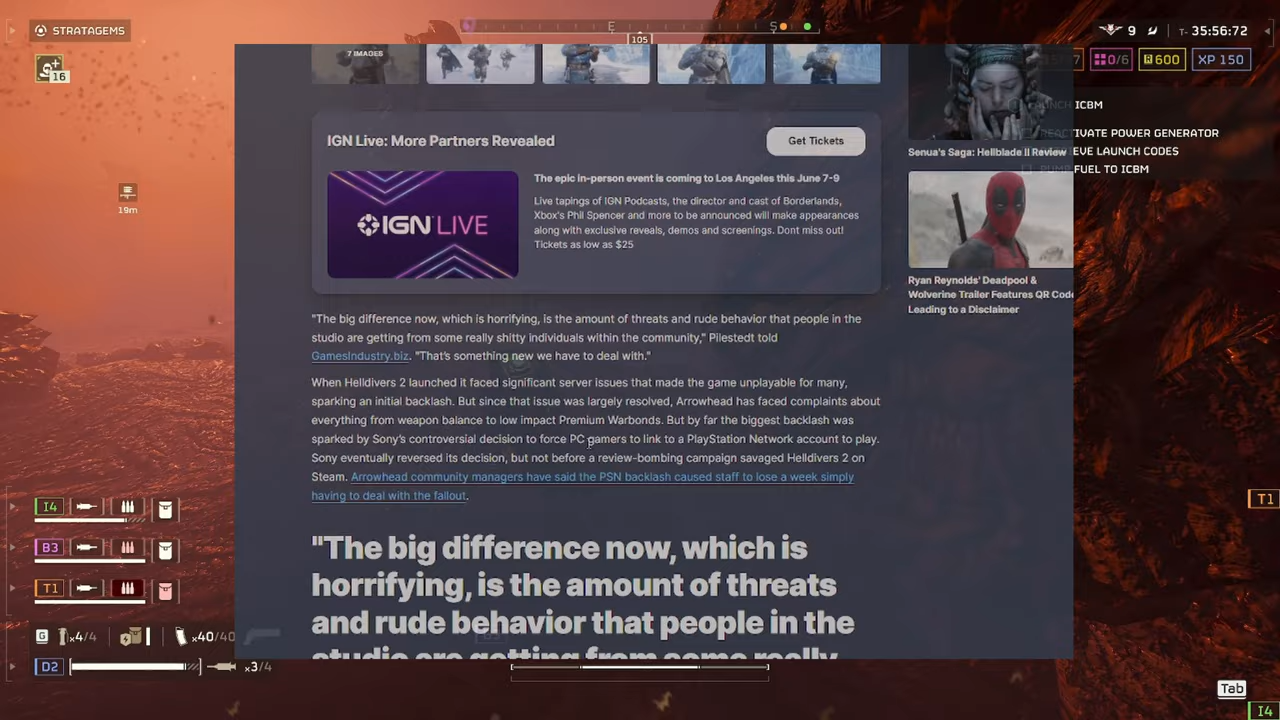 STRATAGEMS
E
S
105
9
T- 35:56:72
16
0/6
600
XP 150
ICBM
REACTIVATE POWER GENERATOR
LAUNCH CODES
FUEL TO ICBM
19m
7 IMAGES
IGN Live: More Partners Revealed
Get Tickets
The epic in-person event is coming to Los Angeles this June 7-9
IGN LIVE
Live tapings of IGN Podcasts, the director and cast of Borderlands,
Xbox's Phil Spencer and more to be announced will make appearances
along with exclusive reveals, demos and screenings. Dont miss out!
Tickets as low as $25
Senua's Saga: Hellblade II Review
Ryan Reynolds' Deadpool &
Wolverine Trailer Features QR Code
Leading to a Disclaimer
"The big difference now, which is horrifying, is the amount of threats and rude behavior that people in the
studio are getting from some really shitty individuals within the community," Pilestedt told
GamesIndustry.biz. "That's something new we have to deal with."
When Helldivers 2 launched it faced significant server issues that made the game unplayable for many,
sparking an initial backlash. But since that issue was largely resolved, Arrowhead has faced complaints about
everything from weapon balance to low impact Premium Warbonds. But by far the biggest backlash was
sparked by Sony's controversial decision to force PC gamers to link to a PlayStation Network account to play.
Sony eventually reversed its decision, but not before a review-bombing campaign savaged Helldivers 2 on
Steam. Arrowhead community managers have said the PSN backlash caused staff to lose a week simply
having to deal with the fallout.
"The big difference now, which is
horrifying, is the amount of threats
and rude behavior that people in the
studio are getting from some really
I4
B3
T1
G
x4/4
x40/40
D2
x3/4
T1
Tab
I4